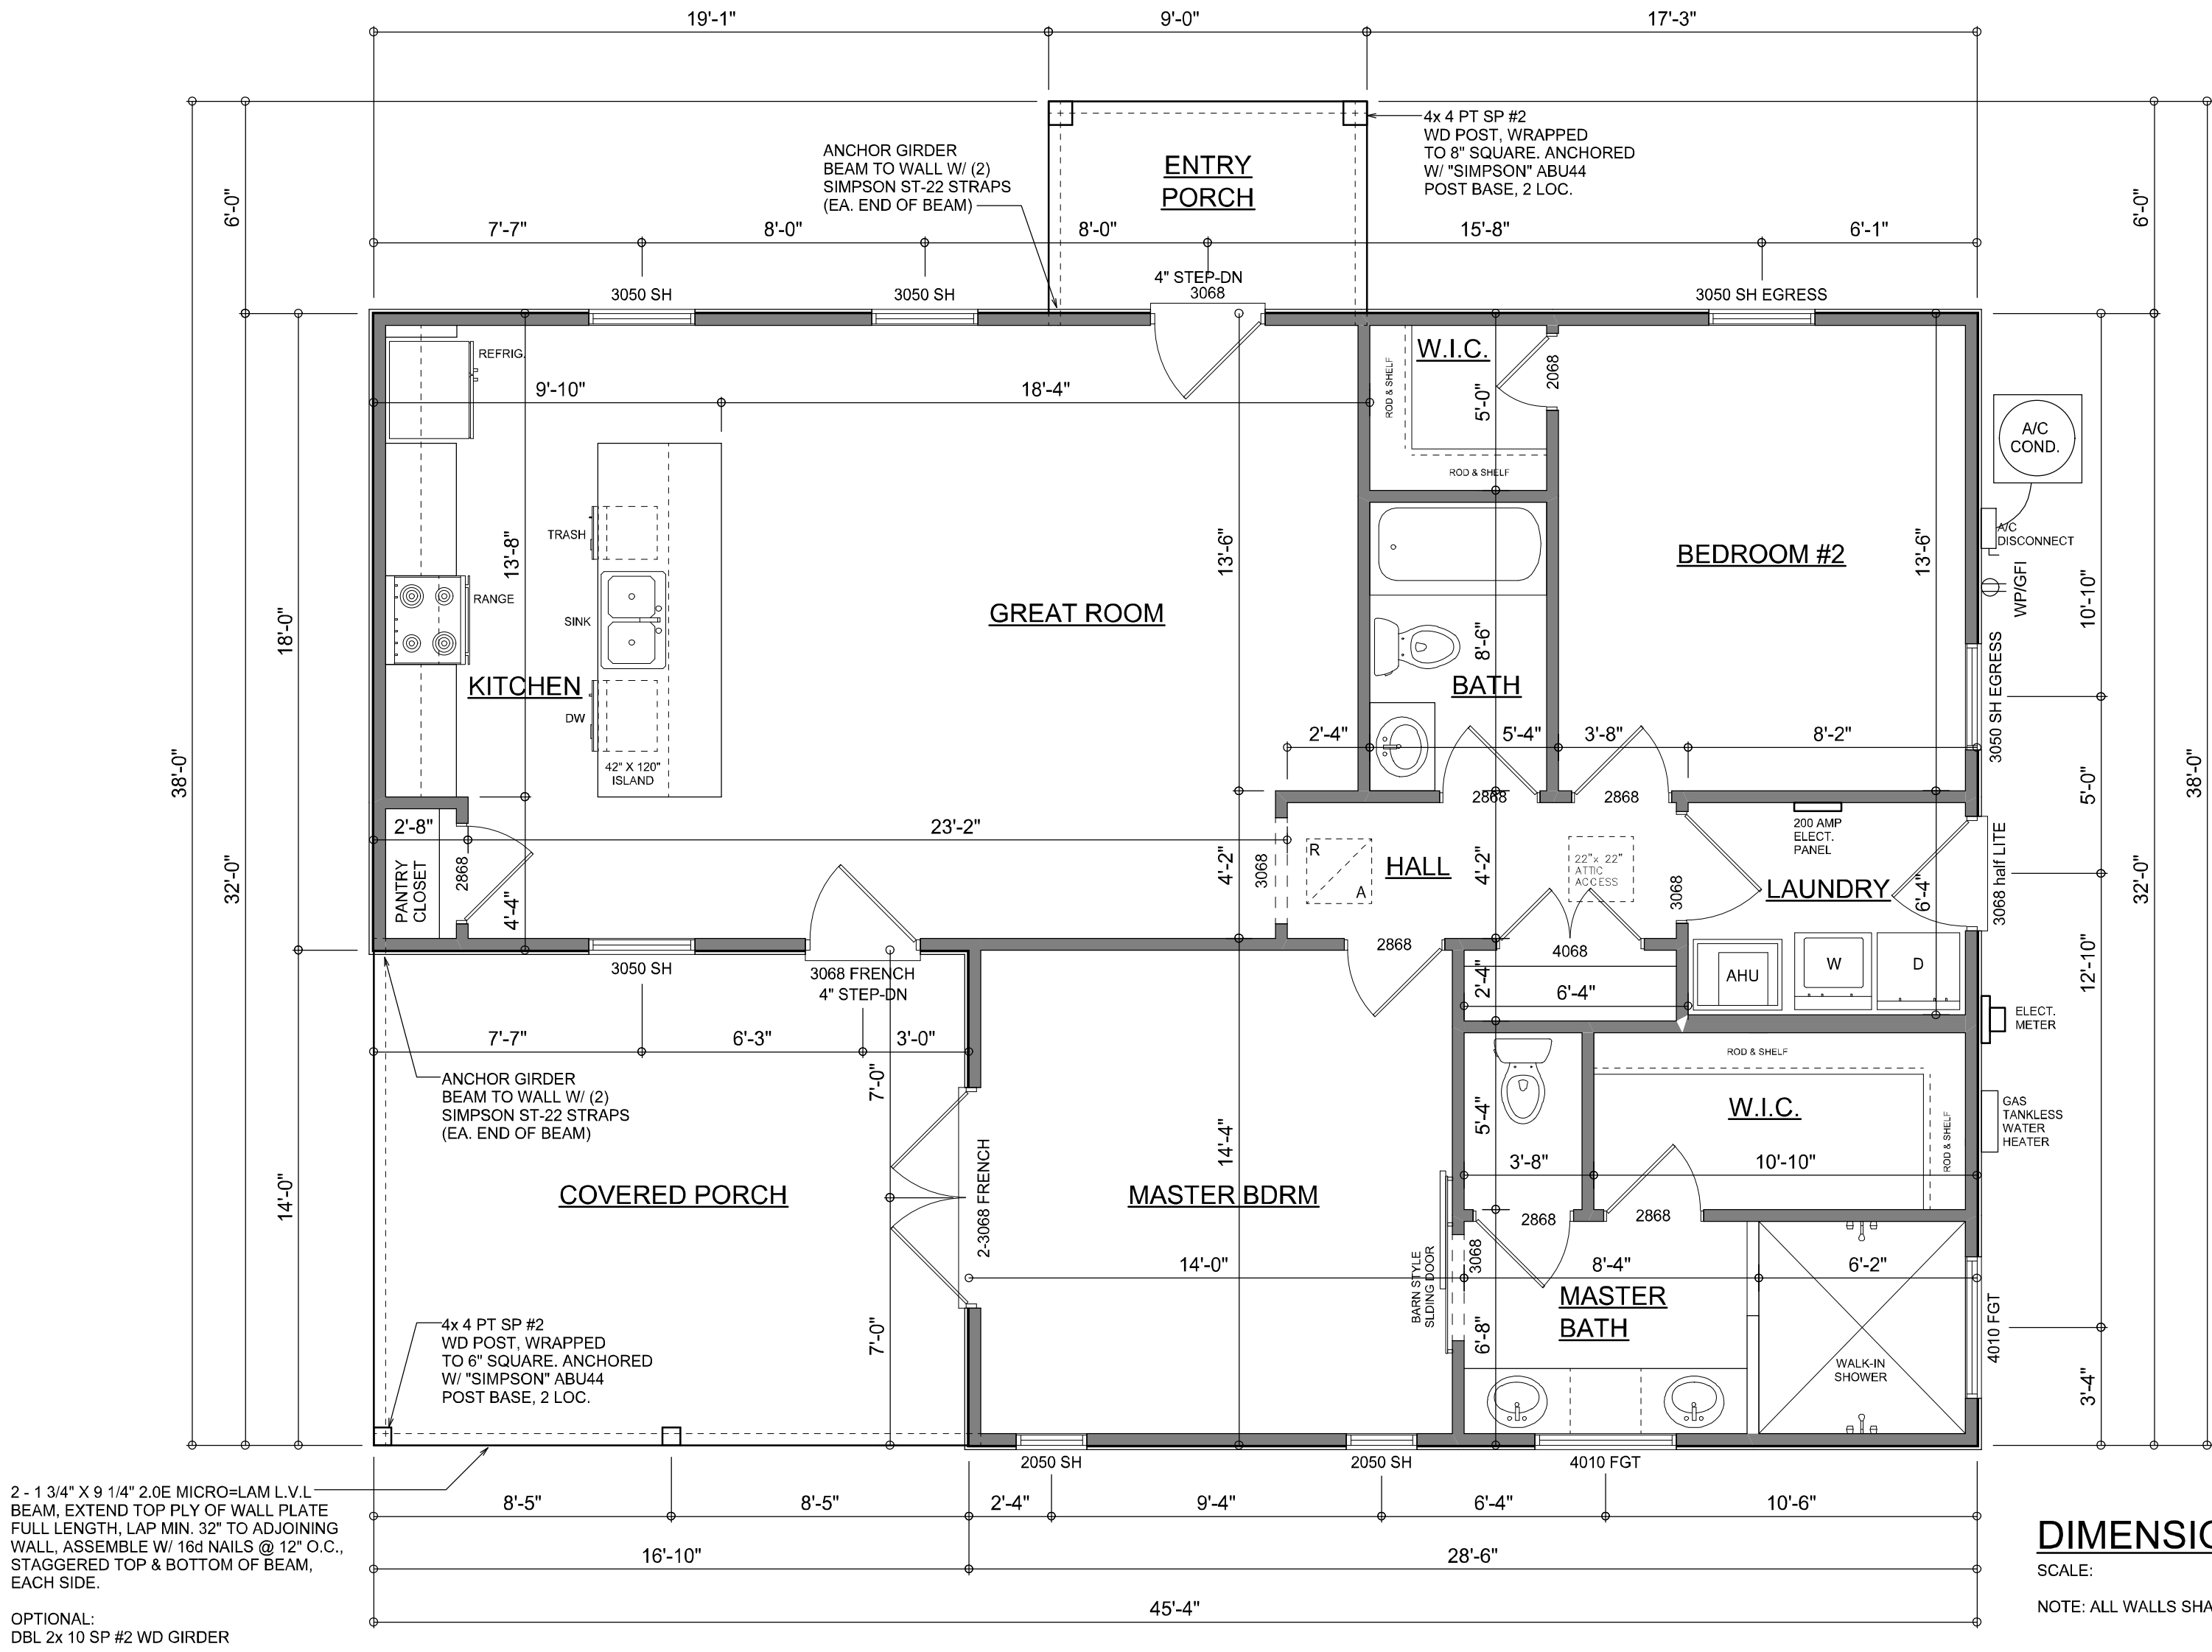 19'-1"
9'-0"
17'-3"
ANCHOR GIRDER
BEAM TO WALL W/ (2)
SIMPSON ST-22 STRAPS
(EA. END OF BEAM)
ENTRY
PORCH
4x 4 PT SP #2
WD POST, WRAPPED
TO 8" SQUARE. ANCHORED
W/ "SIMPSON" ABU44
POST BASE, 2 LOC.
6'-0"
6'-0"
7'-7"
8'-0"
8'-0"
15'-8"
6'-1"
4" STEP-DN
3068
3050 SH
3050 SH
3050 SH EGRESS
REFRIG.
W.I.C.
ROD & SHELF
5'-0"
2068
9'-10"
18'-4"
ROD & SHELF
A/C
COND.
A/C
DISCONNECT
WP/GFI
TRASH
13'-8"
13'-6"
BEDROOM #2
13'-6"
10'-10"
RANGE
SINK
GREAT ROOM
18'-0"
8'-6"
KITCHEN
BATH
DW
3050 SH EGRESS
38'-0"
38'-0"
42" X 120"
ISLAND
2'-4"
5'-4"
3'-8"
8'-2"
5'-0"
2868
2868
2'-8"
23'-2"
200 AMP
ELECT.
PANEL
PANTRY
CLOSET
2868
4'-4"
4'-2"
3068
R
A
HALL
4'-2"
22"x 22"
ATTIC
ACCESS
3068
LAUNDRY
6'-4"
3068 half LITE
32'-0"
32'-0"
2868
4068
3050 SH
3068 FRENCH
4" STEP-DN
2'-4"
6'-4"
AHU
W
D
12'-10"
ELECT.
METER
7'-7"
6'-3"
3'-0"
ANCHOR GIRDER
BEAM TO WALL W/ (2)
SIMPSON ST-22 STRAPS
(EA. END OF BEAM)
7'-0"
ROD & SHELF
W.I.C.
ROD & SHELF
GAS
TANKLESS
WATER
HEATER
5'-4"
14'-4"
3'-8"
10'-10"
14'-0"
COVERED PORCH
2-3068 FRENCH
MASTER BDRM
2868
2868
BARN STYLE
SLDING DOOR
3068
14'-0"
8'-4"
6'-2"
MASTER
BATH
4x 4 PT SP #2
WD POST, WRAPPED
TO 6" SQUARE. ANCHORED
W/ "SIMPSON" ABU44
POST BASE, 2 LOC.
7'-0"
6'-8"
4010 FGT
WALK-IN
SHOWER
3'-4"
2050 SH
2050 SH
4010 FGT
2 - 1 3/4" X 9 1/4" 2.0E MICRO=LAM L.V.L
BEAM, EXTEND TOP PLY OF WALL PLATE
FULL LENGTH, LAP MIN. 32" TO ADJOINING
WALL, ASSEMBLE W/ 16d NAILS @ 12" O.C.,
STAGGERED TOP & BOTTOM OF BEAM,
EACH SIDE.
OPTIONAL:
DBL 2x 10 SP #2 WD GIRDER
8'-5"
8'-5"
2'-4"
9'-4"
6'-4"
10'-6"
16'-10"
28'-6"
45'-4"
DIMENSIO
SCALE:
NOTE: ALL WALLS SHA